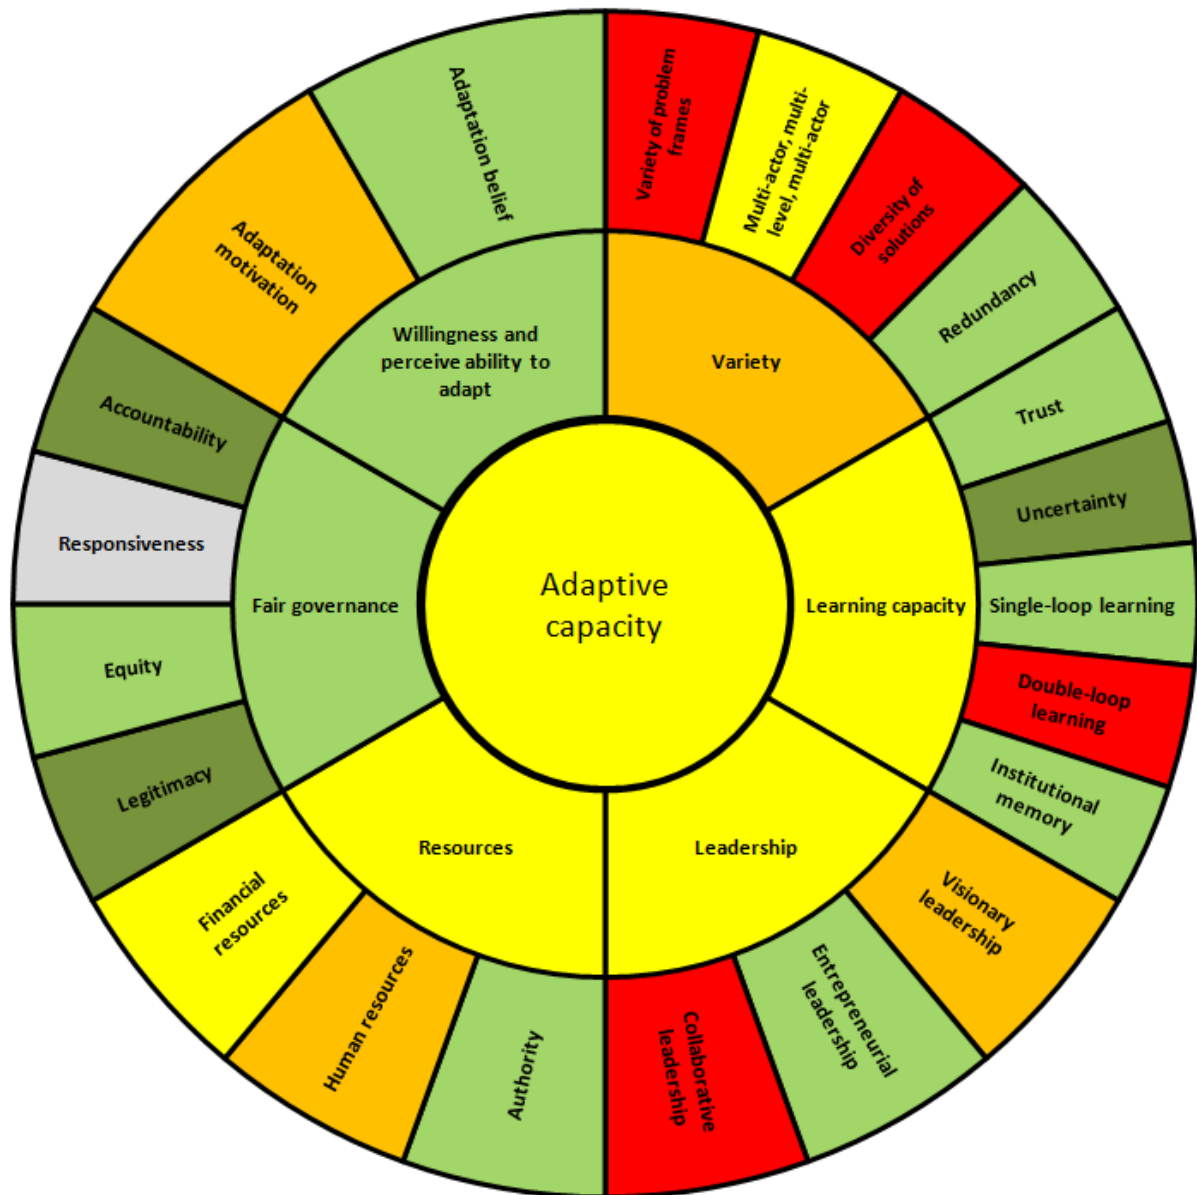 Adaptation belief
Variety of problem
frames
Multi-actor, multi-
level, multi-actor
Diversity of
solutions
Redundancy
Trust
Uncertainty
Single-loop learning
Double-loop
learning
Institutional
memory
Visionary
leadership
Entrepreneurial
leadership
Collaborative
leadership
Authority
Human resources
Financial
resources
Legitimacy
Equity
Responsiveness
Accountability
Adaptation
motivation
Willingness and
perceive ability to
adapt
Variety
Learning capacity
Leadership
Resources
Fair governance
Adaptive
capacity